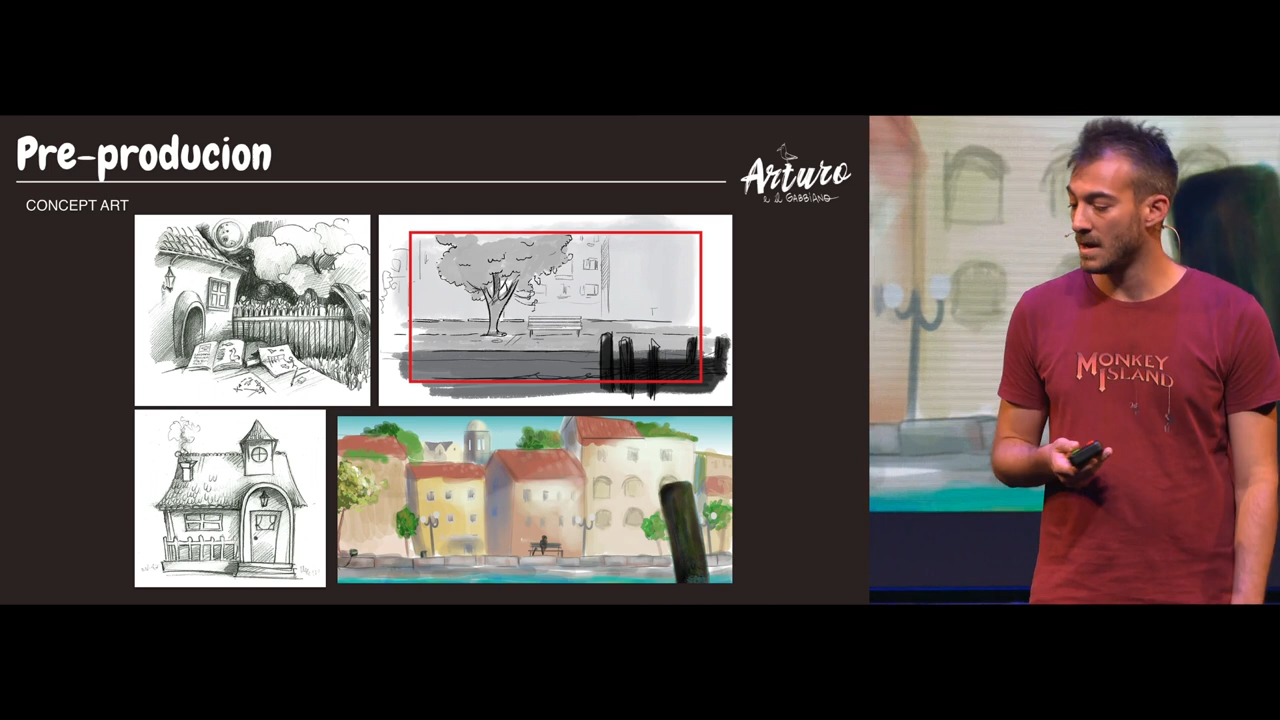 Pre-producion
CONCEPT ART
Arturo
e il GABBIANO
MONKEY
ISLAND